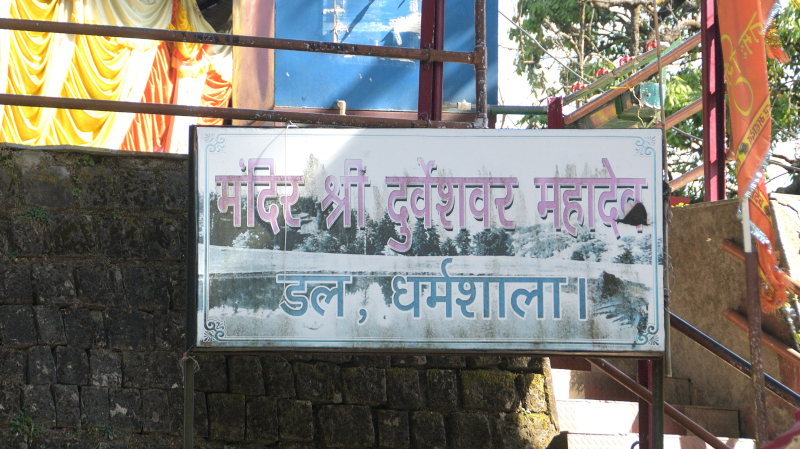 मंदिर श्री दुर्वेशवर महादेव
डल, धर्मशाला।